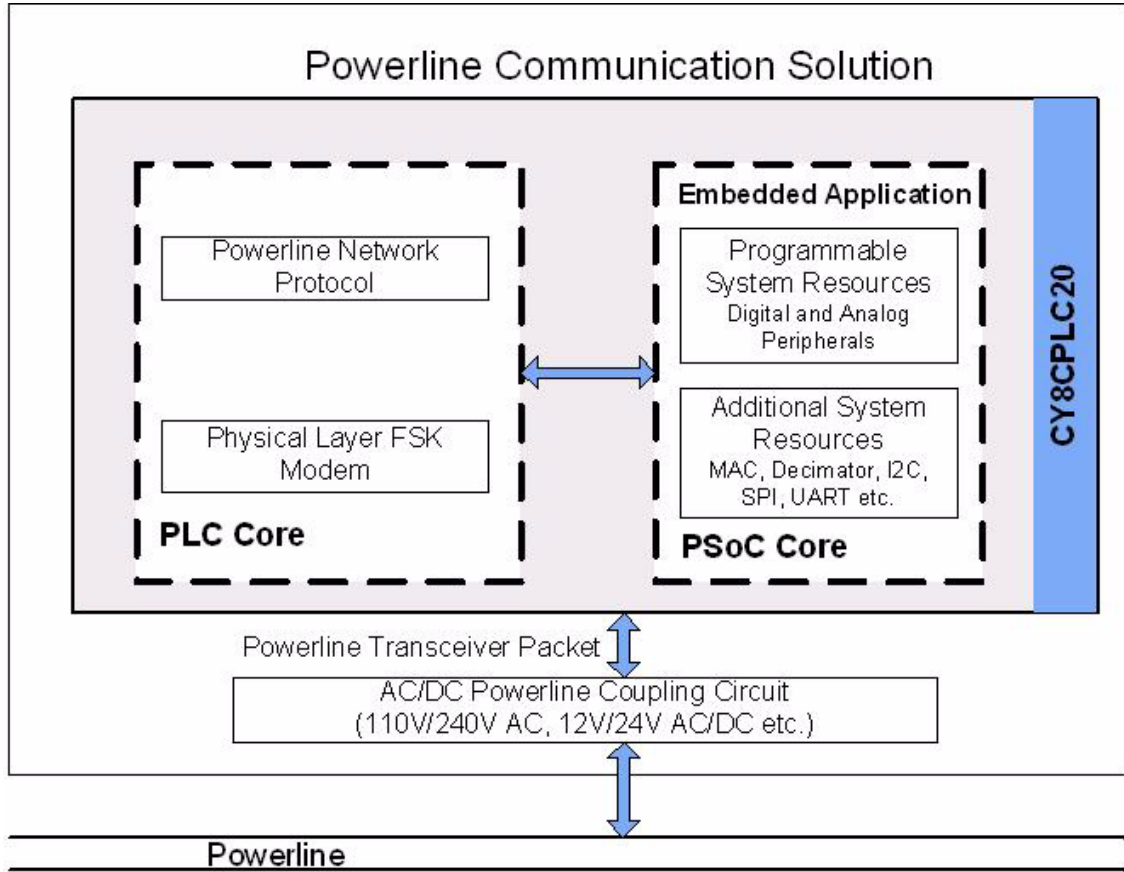 Powerline Communication Solution
Powerline Network
Protocol
Physical Layer FSK
Modem
PLC Core
Embedded Application
Programmable
System Resources
Digital and Analog
Peripherals
Additional System
Resources
MAC, Decimator, I2C,
SPI, UART etc.
PSoC Core
CY8CPLC20
Powerline Transceiver Packet
AC/DC Powerline Coupling Circuit
(110V/240V AC, 12V/24V AC/DC etc.)
Powerline